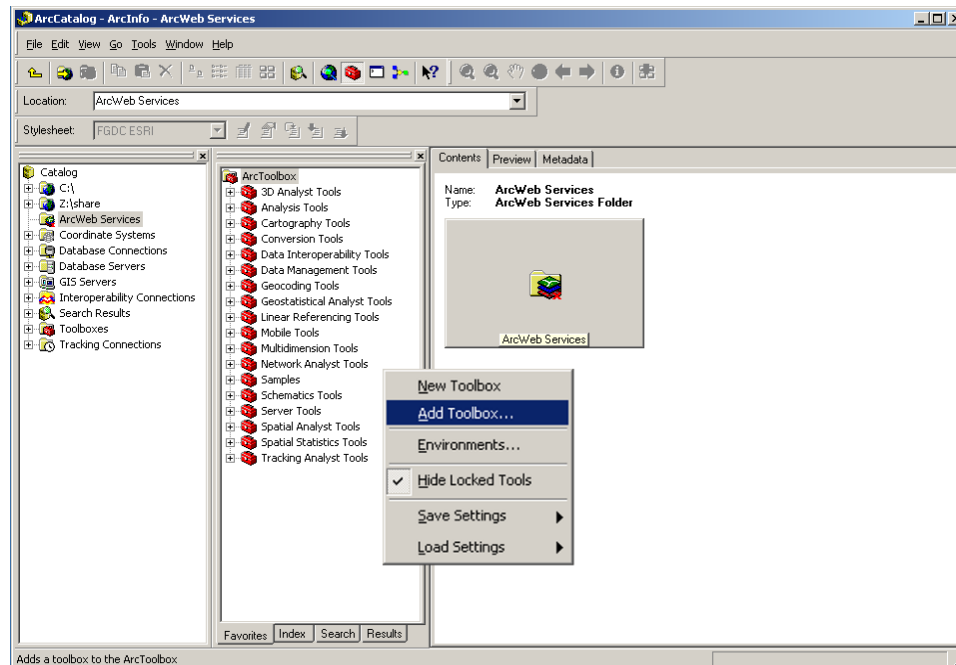 ArcCatalog - ArcInfo - ArcWeb Services
File Edit View Go Tools Window Help
Location: ArcWeb Services
Stylesheet: FGDC ESRI
Catalog
C:\
Z:\share
ArcWeb Services
Coordinate Systems
Database Connections
Database Servers
GIS Servers
Interoperability Connections
Search Results
Toolboxes
Tracking Connections
ArcToolbox
3D Analyst Tools
Analysis Tools
Cartography Tools
Conversion Tools
Data Interoperability Tools
Data Management Tools
Geocoding Tools
Geostatistical Analyst Tools
Linear Referencing Tools
Mobile Tools
Multidimension Tools
Network Analyst Tools
Samples
Schematics Tools
Server Tools
Spatial Analyst Tools
Spatial Statistics Tools
Tracking Analyst Tools
Favorites Index Search Results
Contents Preview Metadata
Name: ArcWeb Services
Type: ArcWeb Services Folder
ArcWeb Services
New Toolbox
Add Toolbox...
Environments...
Hide Locked Tools
Save Settings
Load Settings
Adds a toolbox to the ArcToolbox